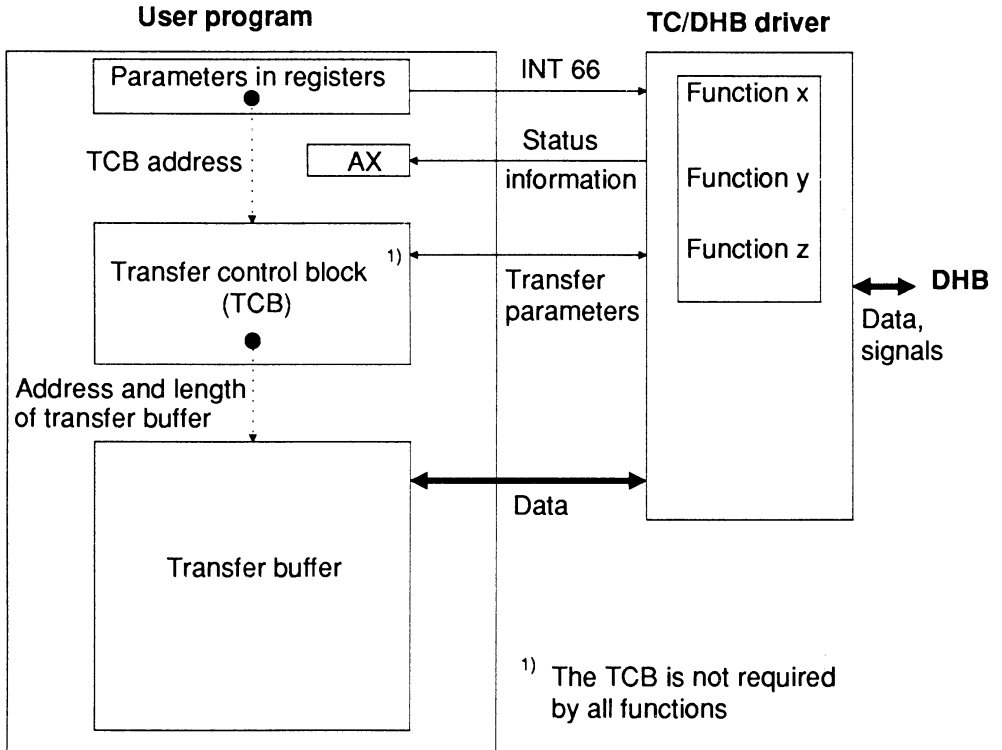 User program
TC/DHB driver
Parameters in registers
INT 66
Function x
TCB address
AX
Status
information
Function y
Transfer control block 1)
(TCB)
Function z
Transfer
parameters
DHB
Data,
signals
Address and length
of transfer buffer
Data
Transfer buffer
1) The TCB is not required
by all functions